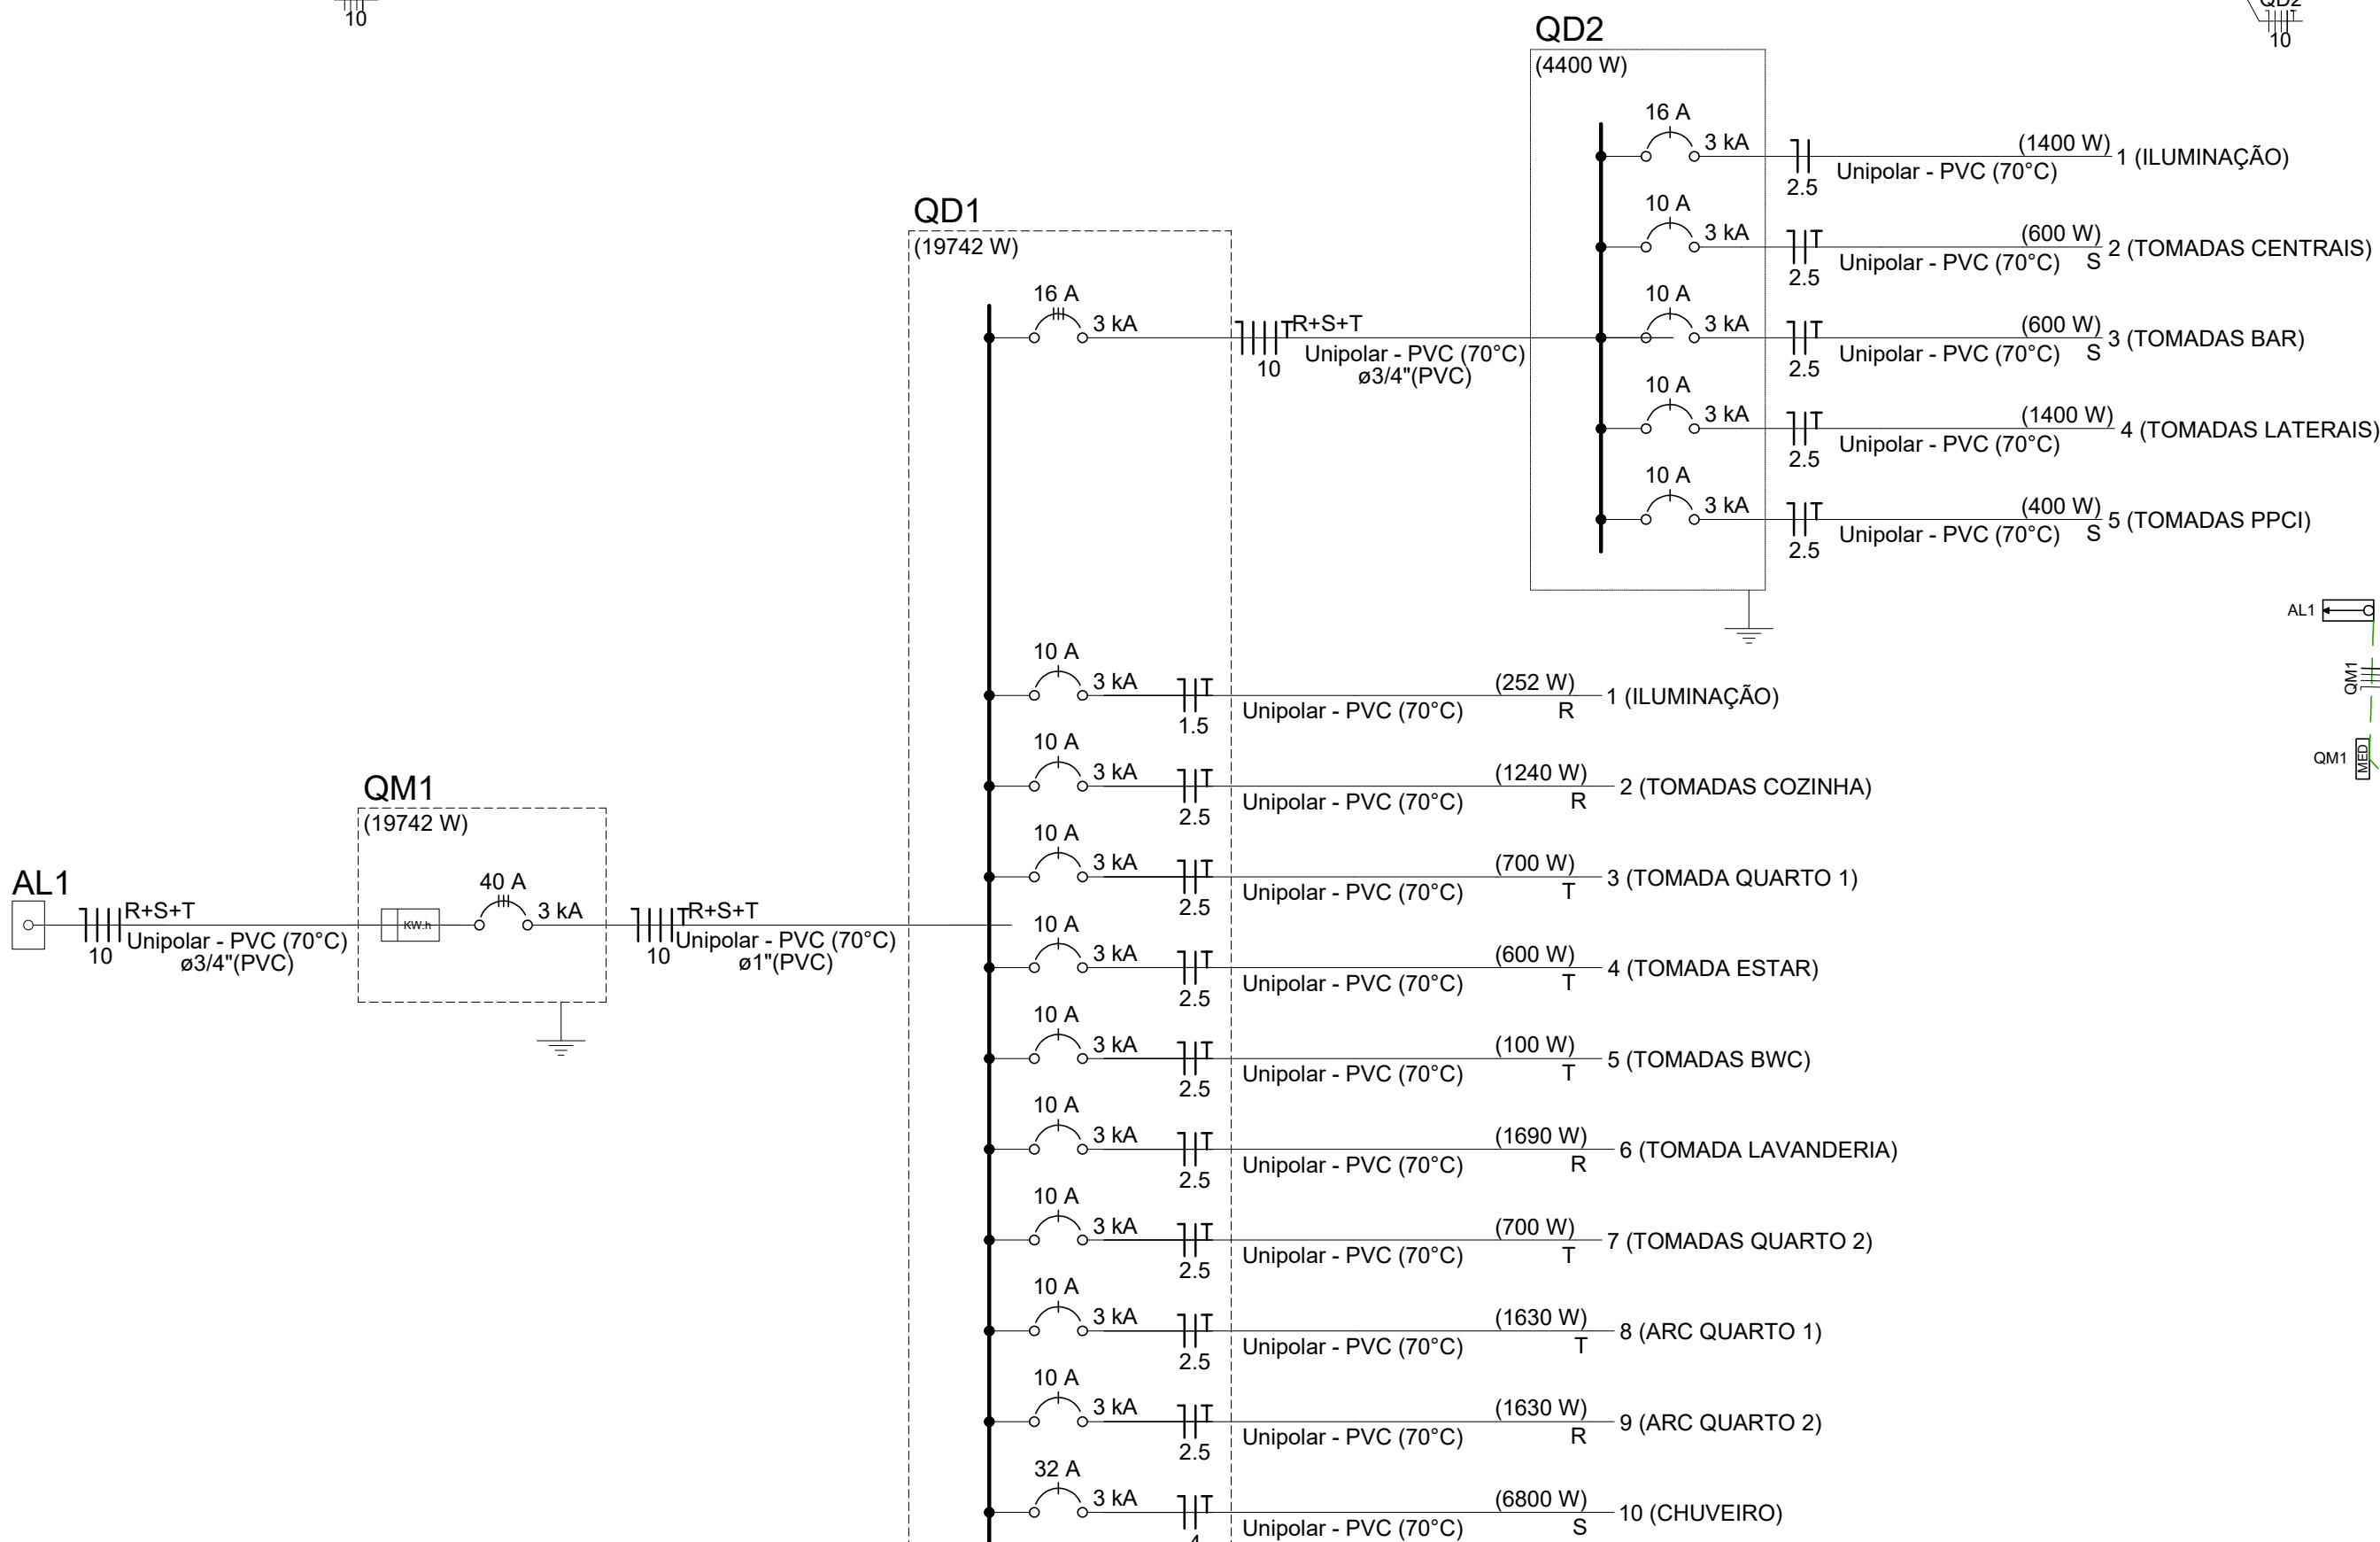 10
QD2
10
QD2
(4400 W)
16 A
3 kA
2.5
Unipolar - PVC (70°C)
(1400 W)
1 (ILUMINAÇÃO)
10 A
3 kA
T
2.5
Unipolar - PVC (70°C)
(600 W)
S
2 (TOMADAS CENTRAIS)
10 A
3 kA
T
2.5
Unipolar - PVC (70°C)
(600 W)
S
3 (TOMADAS BAR)
10 A
3 kA
T
2.5
Unipolar - PVC (70°C)
(1400 W)
4 (TOMADAS LATERAIS)
10 A
3 kA
T
2.5
Unipolar - PVC (70°C)
(400 W)
S
5 (TOMADAS PPCI)
QD1
(19742 W)
16 A
3 kA
T
R+S+T
10
Unipolar - PVC (70°C)
ø3/4"(PVC)
10 A
3 kA
T
1.5
Unipolar - PVC (70°C)
(252 W)
R
1 (ILUMINAÇÃO)
10 A
3 kA
T
2.5
Unipolar - PVC (70°C)
(1240 W)
R
2 (TOMADAS COZINHA)
10 A
3 kA
T
2.5
Unipolar - PVC (70°C)
(700 W)
T
3 (TOMADA QUARTO 1)
10 A
3 kA
T
2.5
Unipolar - PVC (70°C)
(600 W)
T
4 (TOMADA ESTAR)
10 A
3 kA
T
2.5
Unipolar - PVC (70°C)
(100 W)
T
5 (TOMADAS BWC)
10 A
3 kA
T
2.5
Unipolar - PVC (70°C)
(1690 W)
R
6 (TOMADA LAVANDERIA)
10 A
3 kA
T
2.5
Unipolar - PVC (70°C)
(700 W)
T
7 (TOMADAS QUARTO 2)
10 A
3 kA
T
2.5
Unipolar - PVC (70°C)
(1630 W)
T
8 (ARC QUARTO 1)
10 A
3 kA
T
2.5
Unipolar - PVC (70°C)
(1630 W)
R
9 (ARC QUARTO 2)
32 A
3 kA
T
4
Unipolar - PVC (70°C)
(6800 W)
S
10 (CHUVEIRO)
QM1
(19742 W)
KW.h
40 A
3 kA
T
R+S+T
10
Unipolar - PVC (70°C)
ø1"(PVC)
AL1
R+S+T
10
Unipolar - PVC (70°C)
ø3/4"(PVC)
AL1
QM1
QM1
MED